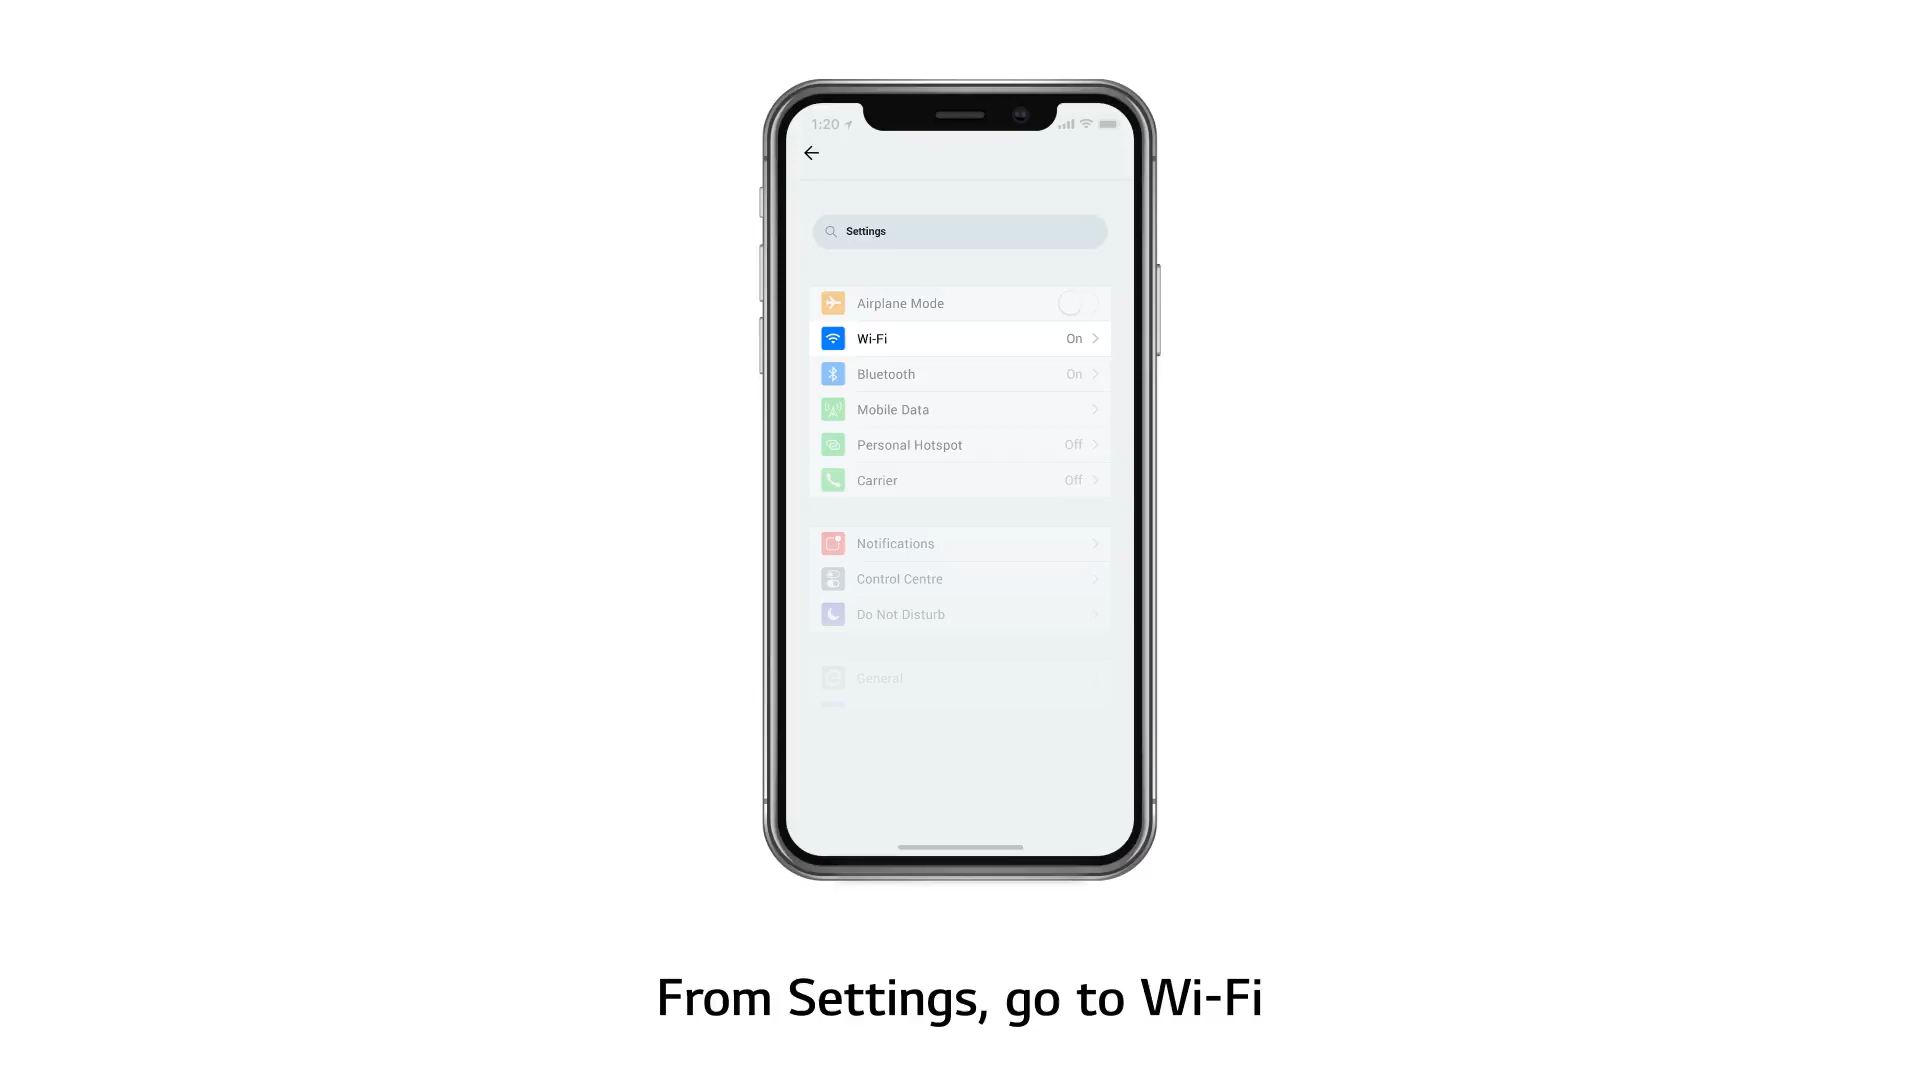 1:20
Settings
Airplane Mode
Wi-Fi On
Bluetooth On
Mobile Data
Personal Hotspot Off
Carrier Off
Notifications
Control Centre
Do Not Disturb
General
From Settings, go to Wi-Fi